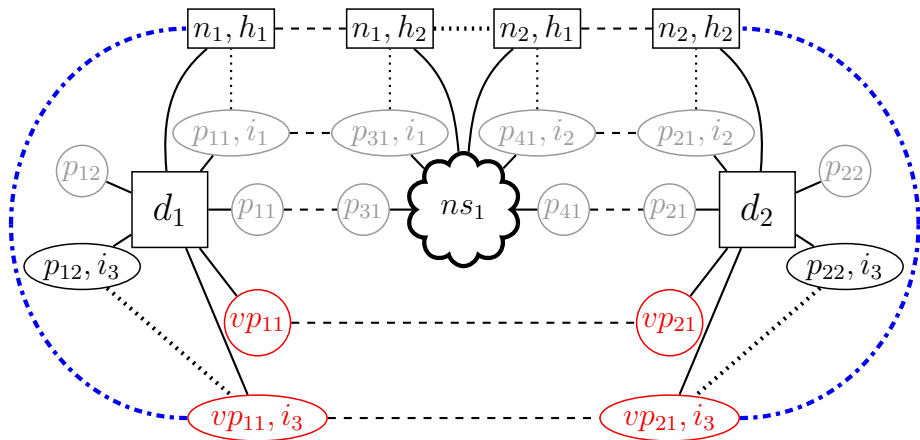 n₁, h₁ n₁, h₂ n₂, h₁ n₂, h₂
p₁₁, i₁ p₃₁, i₁ p₄₁, i₂ p₂₁, i₂
p₁₂ p₂₂
d₁ p₁₁ p₃₁ ns₁ p₄₁ p₂₁ d₂
p₁₂, i₃ p₂₂, i₃
vp₁₁ vp₂₁
vp₁₁, i₃ vp₂₁, i₃